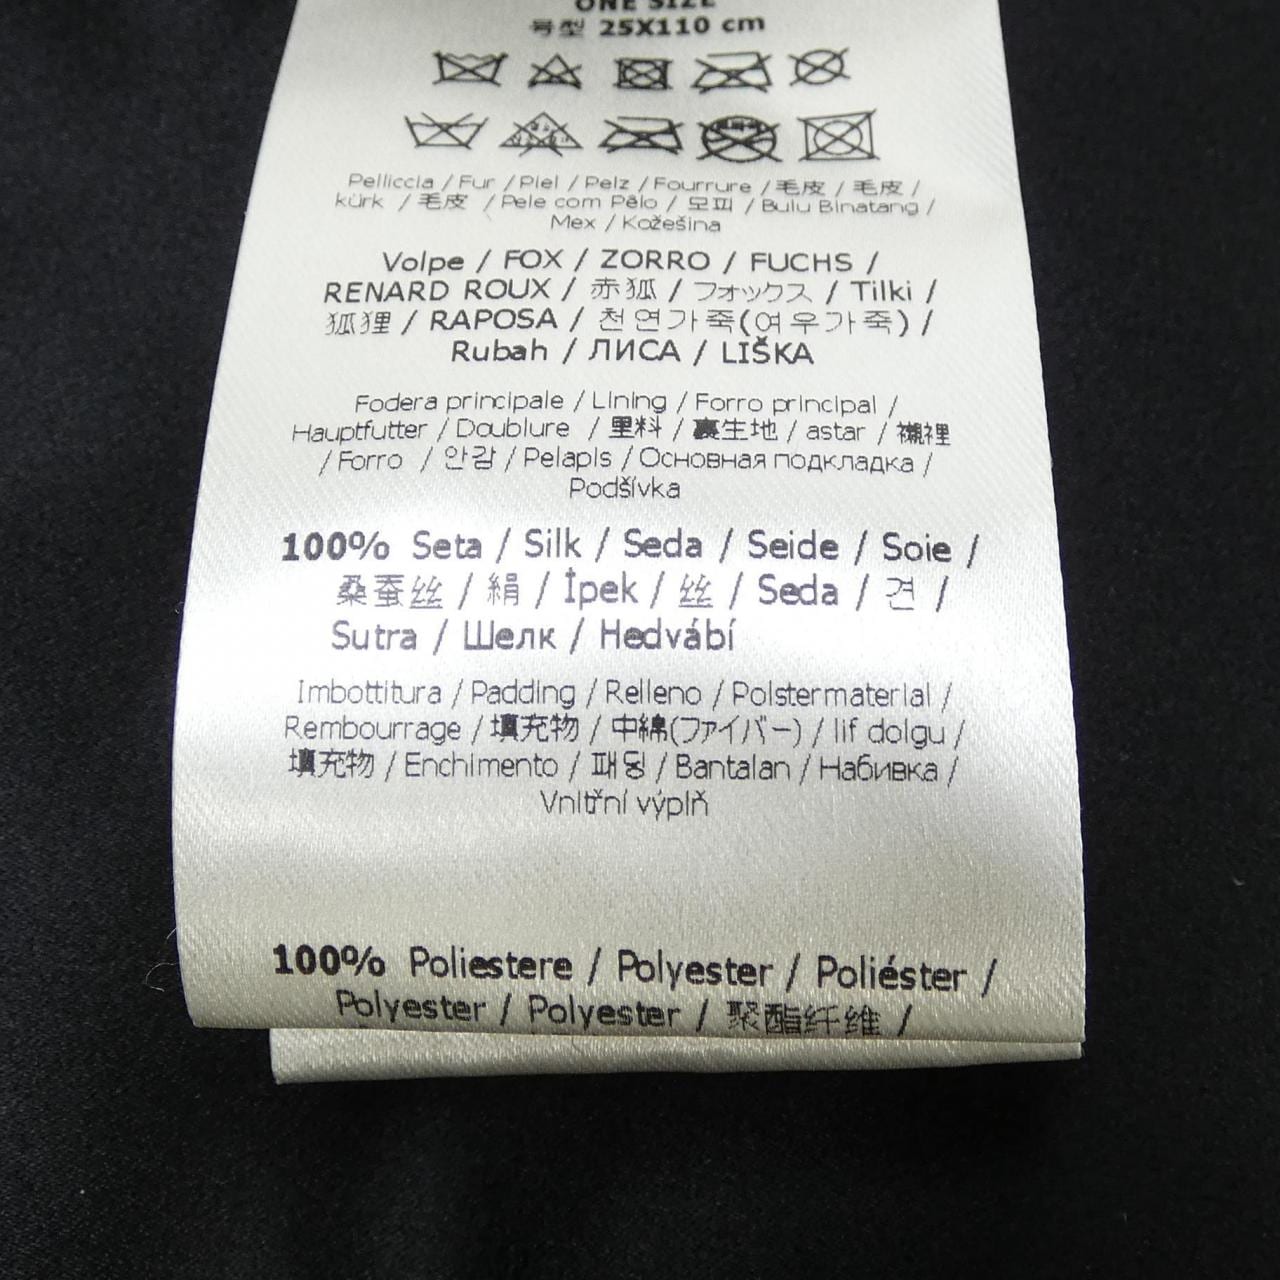 ONE SIZE
号型 25X110 cm
Pelliccia / Fur / Piel / Pelz / Fourrure / 毛皮 / 毛皮 /
kürk / 毛皮 / Pele com Pêlo / 모피 / Bulu Binatang /
Mex / Kožešina
Volpe / FOX / ZORRO / FUCHS /
RENARD ROUX / 赤狐 / フォックス / Tilki /
狐狸 / RAPOSA / 천연가죽(여우가죽) /
Rubah / ЛИСА / LIŠKA
Fodera principale / Lining / Forro principal /
Hauptfutter / Doublure / 里料 / 裏生地 / astar / 襯裡
/ Forro / 안감 / Pelapis / Основная подкладка /
Podšívka
100% Seta / Silk / Seda / Seide / Soie /
桑蚕丝 / 絹 / İpek / 丝 / Seda / 견 /
Sutra / Шелк / Hedvábí
Imbottitura / Padding / Relleno / Polstermaterial /
Rembourrage / 填充物 / 中綿(ファイバー) / lif dolgu /
填充物 / Enchimento / 패딩 / Bantalan / Набивка /
Vnitřní výplň
100% Poliestere / Polyester / Poliéster /
Polyester / Polyester / 聚酯纤维 /